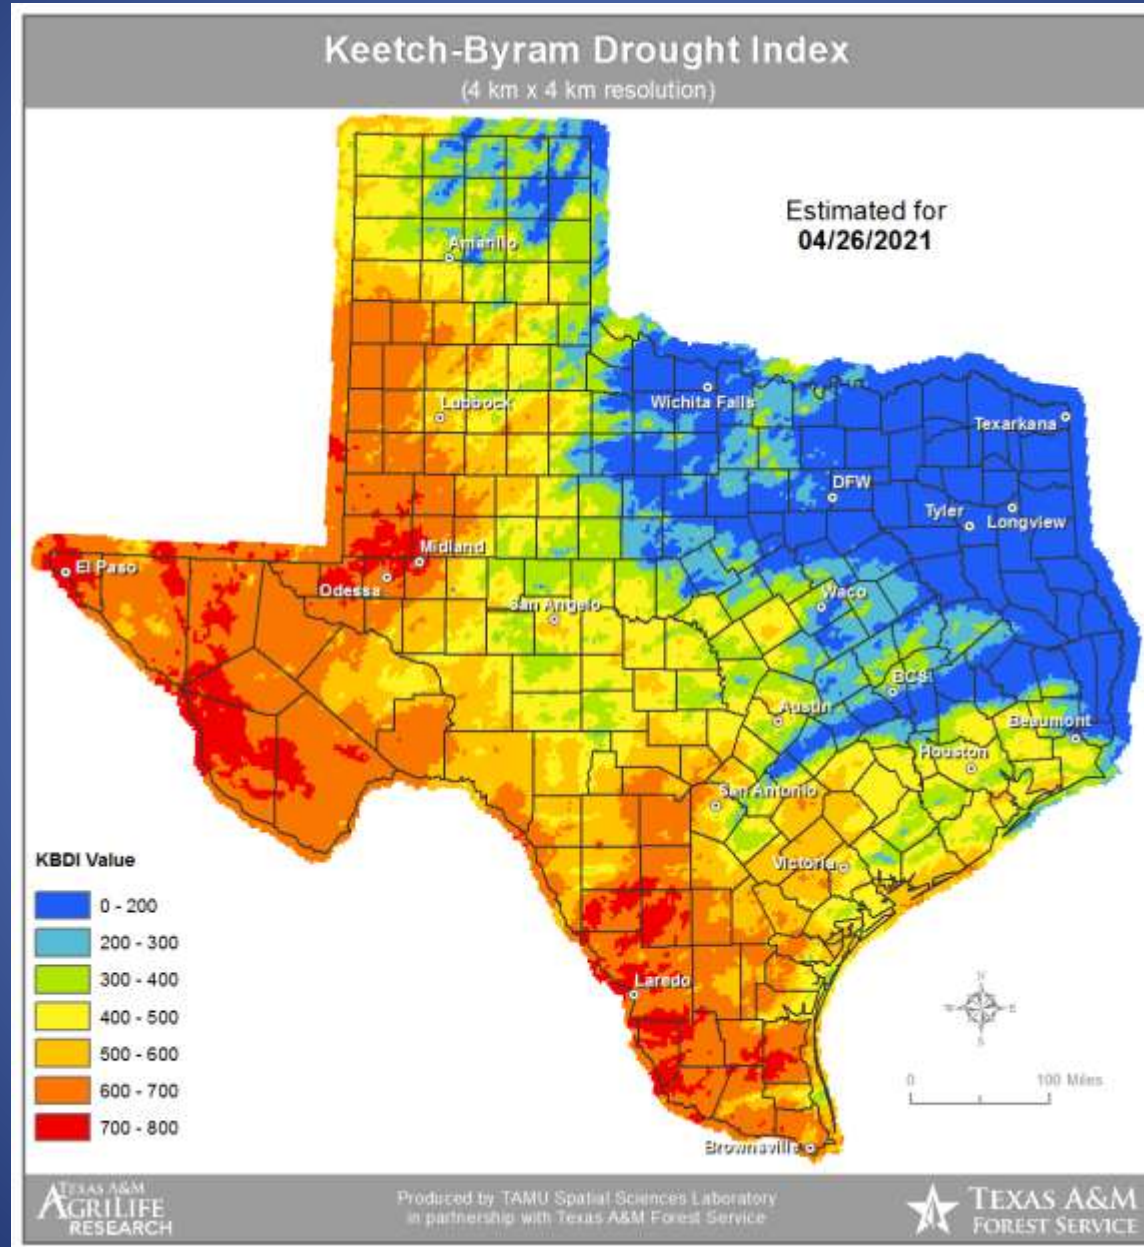 Keetch-Byram Drought Index
(4 km x 4 km resolution)
Estimated for
04/26/2021
Amarillo
Lubbock
Wichita Falls
Texarkana
DFW
Tyler
Longview
Midland
El Paso
Odessa
San Angelo
Waco
BCS
Austin
Beaumont
Houston
San Antonio
Victoria
Laredo
Brownsville
KBDI Value
0 - 200
200 - 300
300 - 400
400 - 500
500 - 600
600 - 700
700 - 800
N
W E
S
0 100 Miles
TEXAS A&M
AGRILIFE
RESEARCH
Produced by TAMU Spatial Sciences Laboratory
in partnership with Texas A&M Forest Service
TEXAS A&M
FOREST SERVICE